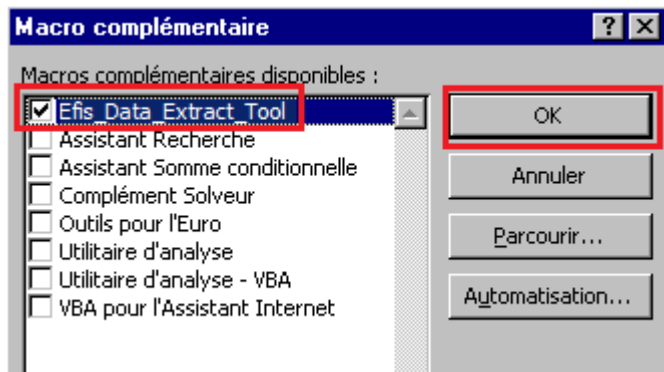 Macro complémentaire
Macros complémentaires disponibles :
Efis_Data_Extract_Tool
Assistant Recherche
Assistant Somme conditionnelle
Complément Solveur
Outils pour l'Euro
Utilitaire d'analyse
Utilitaire d'analyse - VBA
VBA pour l'Assistant Internet
OK
Annuler
Parcourir...
Automatisation...